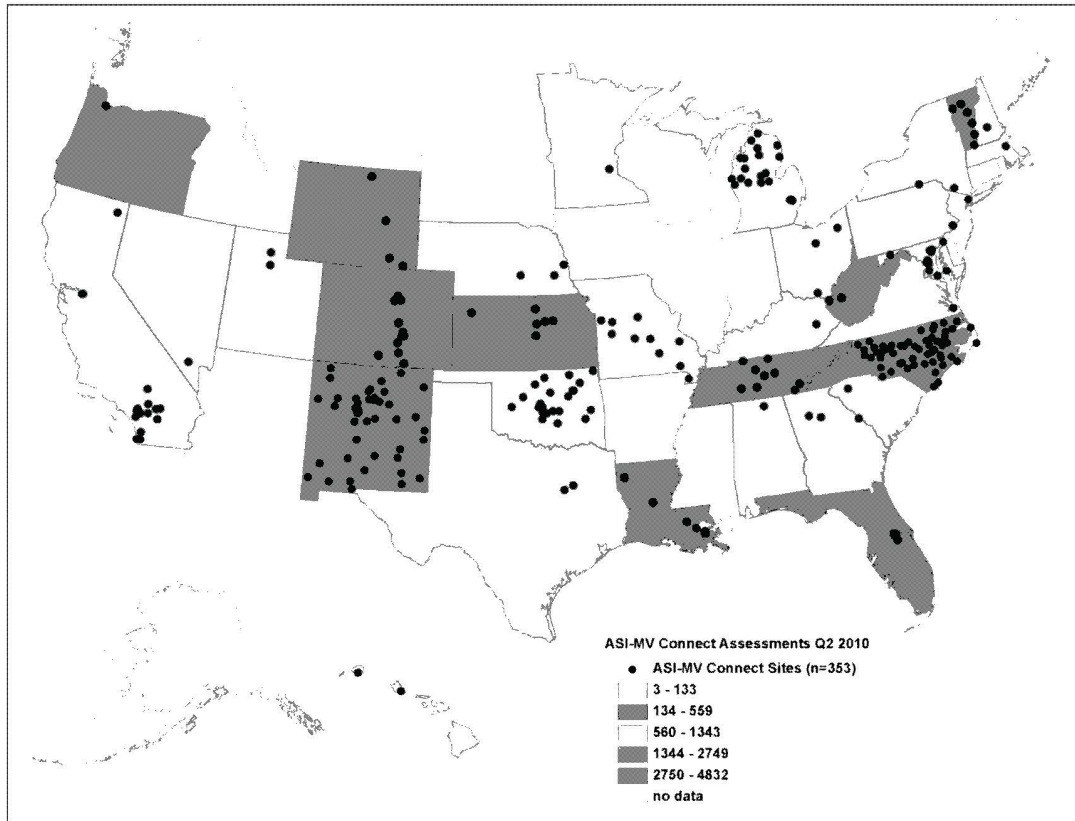 ASI-MV Connect Assessments Q2 2010
ASI-MV Connect Sites (n=353)
3 - 133
134 - 559
560 - 1343
1344 - 2749
2750 - 4832
no data